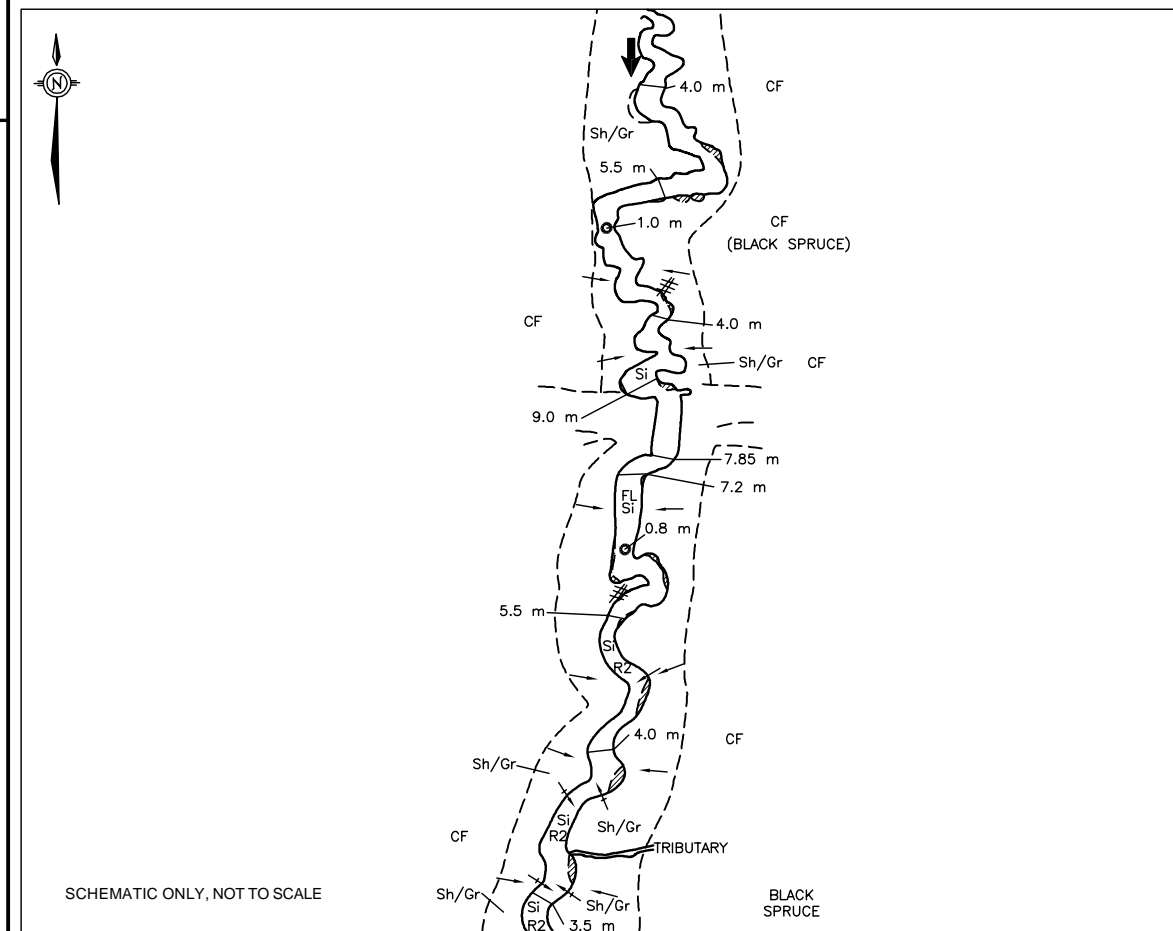 N
4.0 m
CF
Sh/Gr
5.5 m
1.0 m
CF
(BLACK SPRUCE)
CF
4.0 m
Sh/Gr
CF
Si
9.0 m
7.85 m
7.2 m
FL
Si
0.8 m
5.5 m
Si
R2
4.0 m
CF
Sh/Gr
Si
R2
Sh/Gr
CF
TRIBUTARY
SCHEMATIC ONLY, NOT TO SCALE
Sh/Gr
Sh/Gr
BLACK
SPRUCE
Si
R2
3.5 m